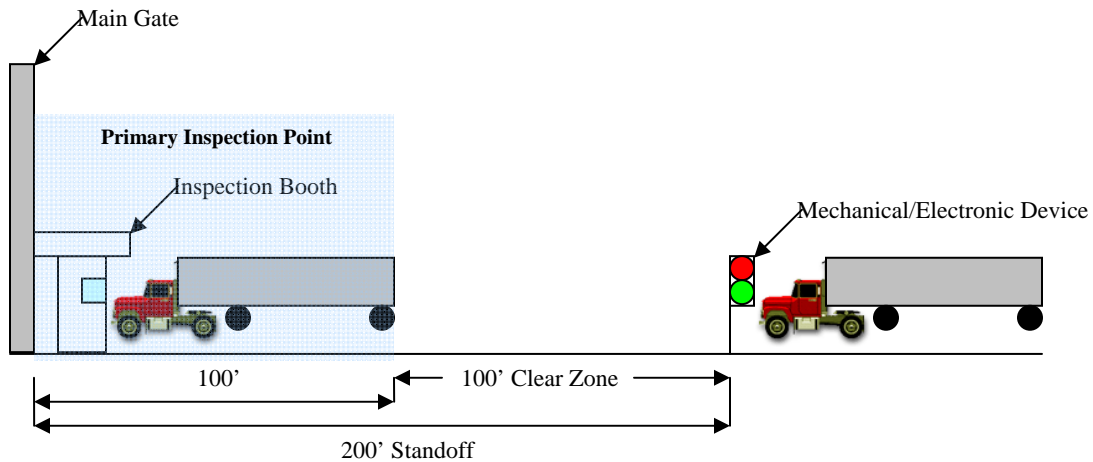 Main Gate
Primary Inspection Point
Inspection Booth
Mechanical/Electronic Device
100’
100’ Clear Zone
200’ Standoff